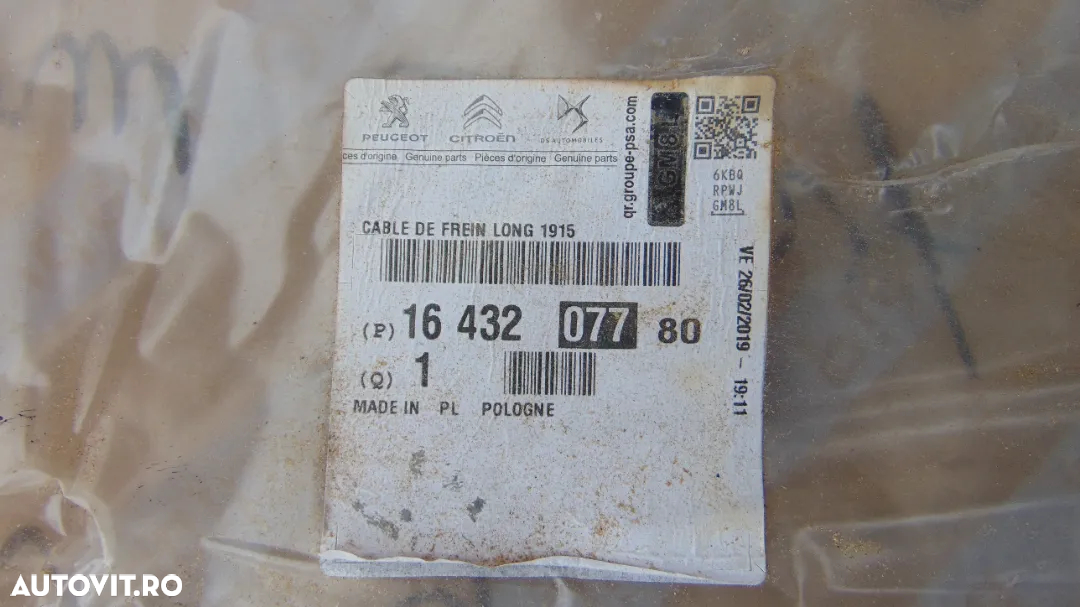 PEUGEOT CITROËN DS AUTOMOBILES
ces d'origine Genuine parts Pièces d'origine Genuine parts
qr.groupe-psa.com
GM8L
6KBQ
RPWJ
GM8L
CABLE DE FREIN LONG 1915
(P) 16 432 077 80
(Q) 1
MADE IN PL POLOGNE
VE 26/02/2019 - 19:11
AUTOVIT.RO